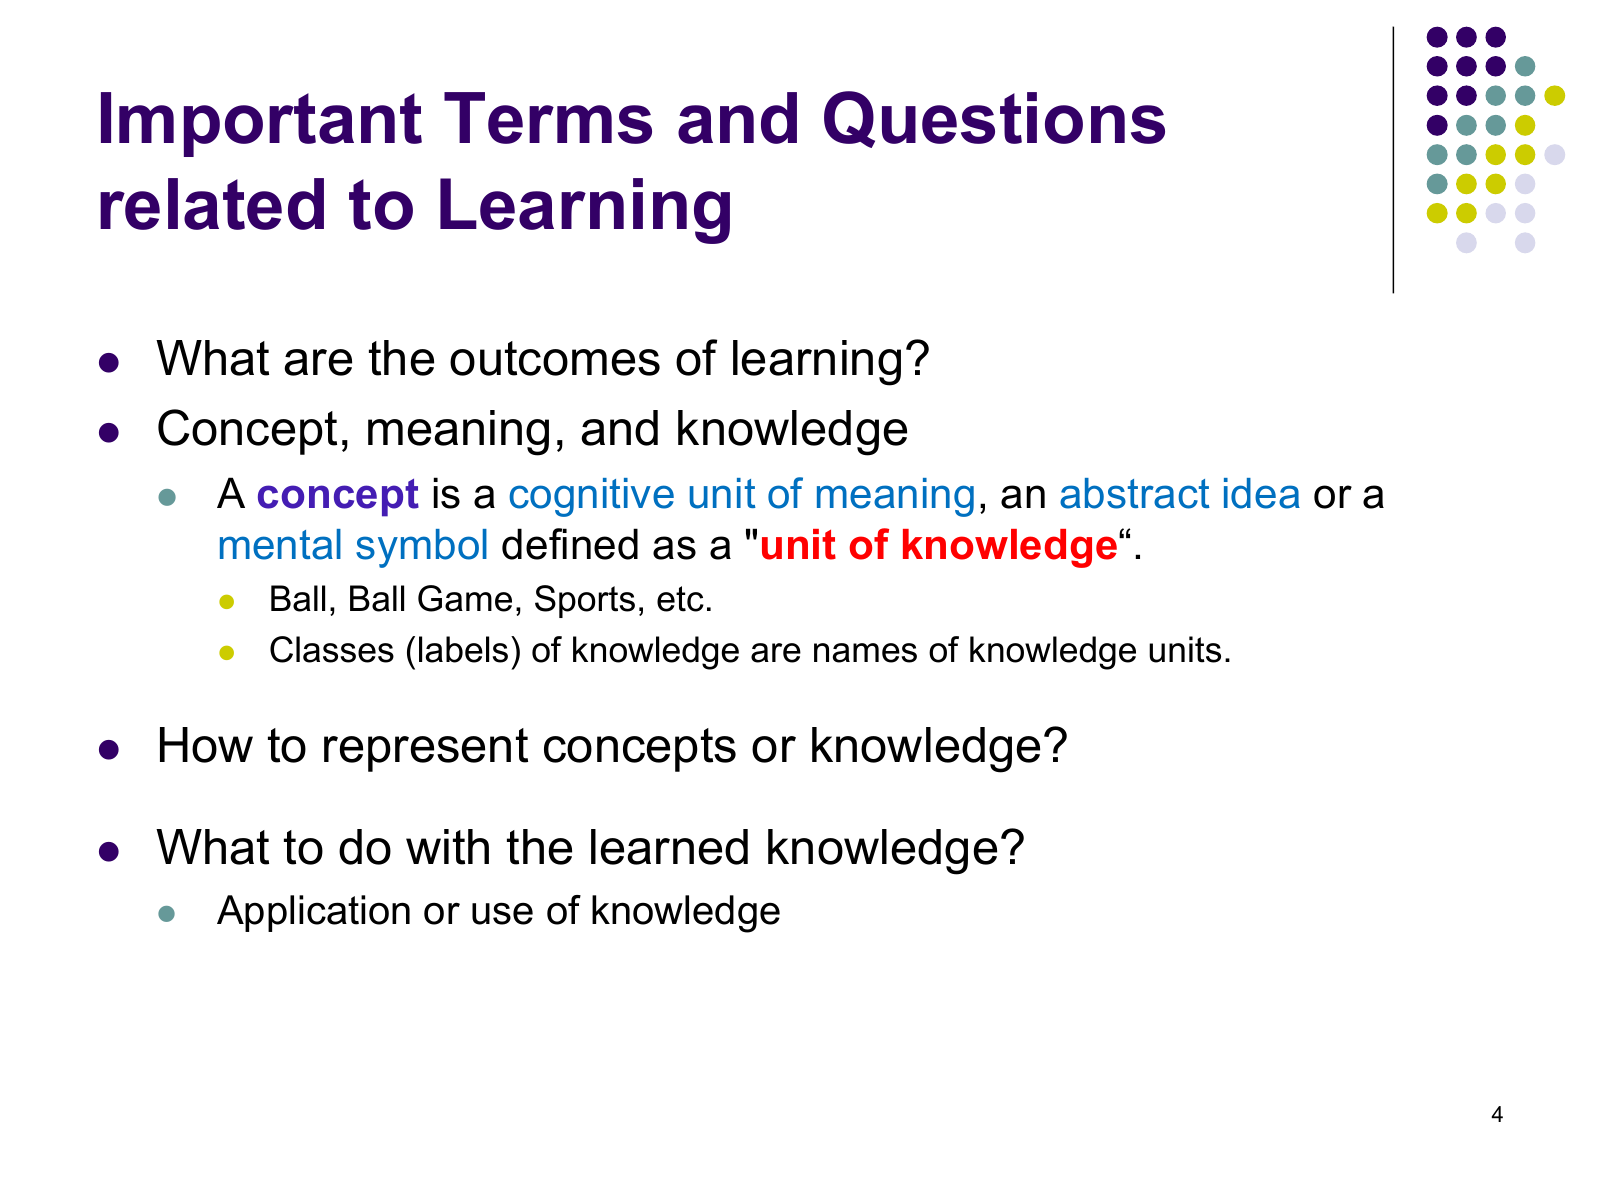 Important Terms and Questions
related to Learning
What are the outcomes of learning?
Concept, meaning, and knowledge
A concept is a cognitive unit of meaning, an abstract idea or a
mental symbol defined as a "unit of knowledge“.
Ball, Ball Game, Sports, etc.
Classes (labels) of knowledge are names of knowledge units.
How to represent concepts or knowledge?
What to do with the learned knowledge?
Application or use of knowledge
4